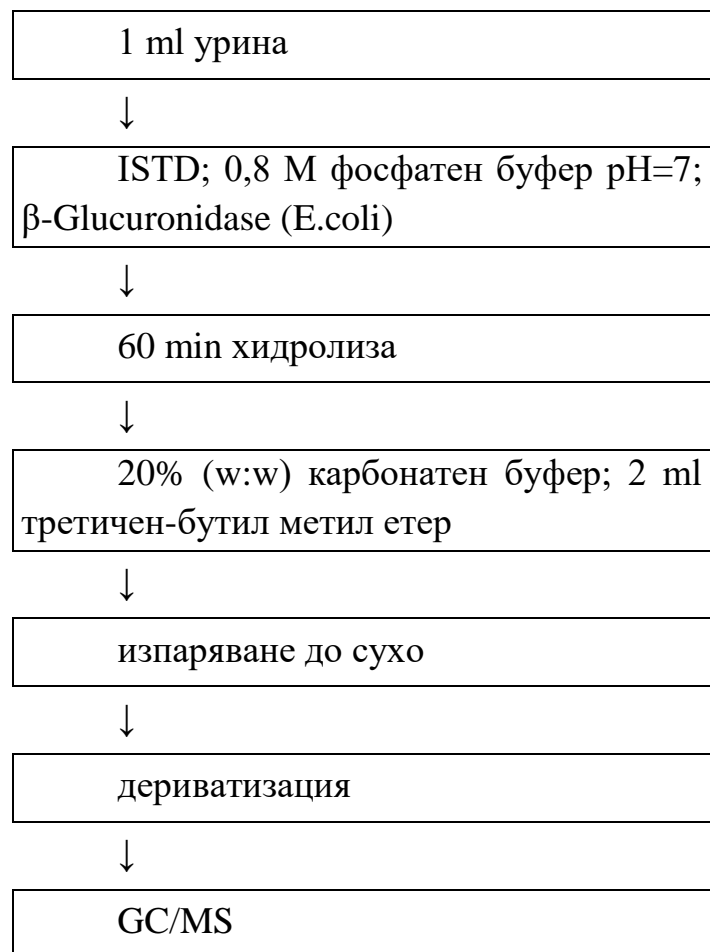 1 ml урина
↓
ISTD; 0,8 М фосфатен буфер pH=7;
β-Glucuronidase (E.coli)
↓
60 min хидролиза
↓
20% (w:w) карбонатен буфер; 2 ml
третичен-бутил метил етер
↓
изпаряване до сухо
↓
дериватизация
↓
GC/MS